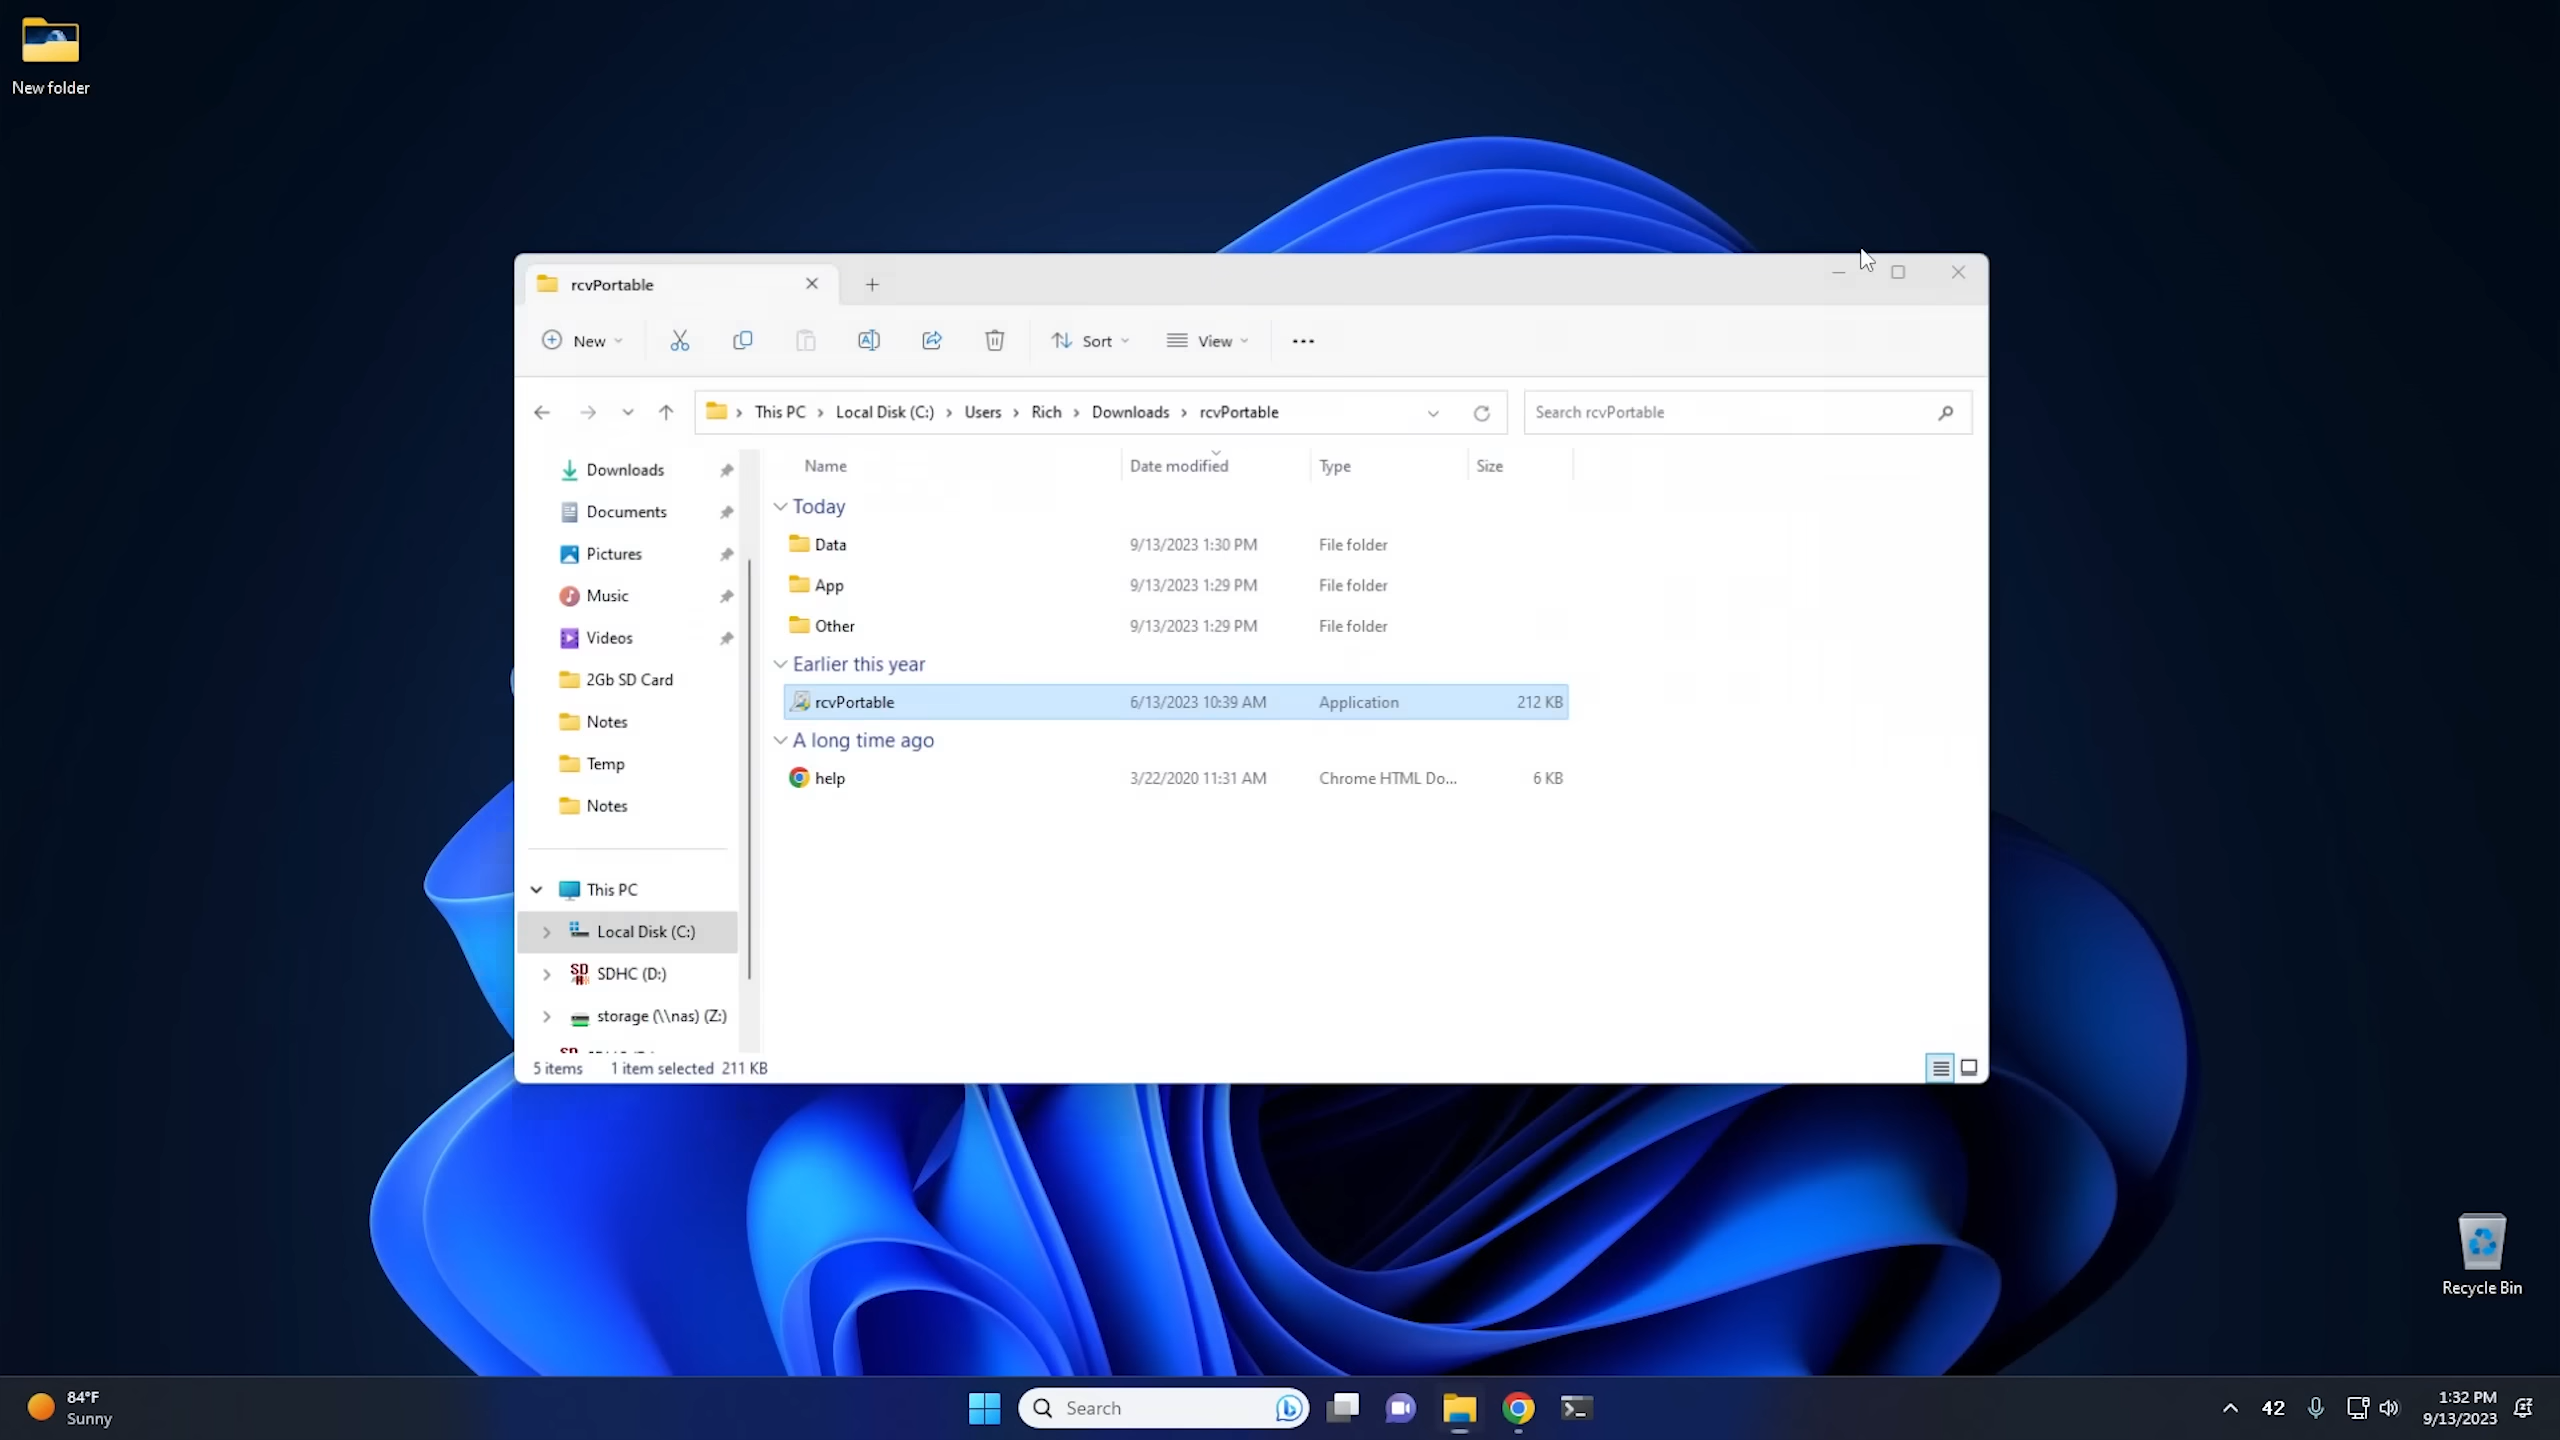 New folder
rcvPortable
New
Sort
View
This PC
Local Disk (C:)
Users
Rich
Downloads
rcvPortable
Search rcvPortable
Downloads
Documents
Pictures
Music
Videos
2Gb SD Card
Notes
Temp
Notes
This PC
Local Disk (C:)
SDHC (D:)
storage (\\nas) (Z:)
Name Date modified Type Size
Today
Data 9/13/2023 1:30 PM File folder
App 9/13/2023 1:29 PM File folder
Other 9/13/2023 1:29 PM File folder
Earlier this year
rcvPortable 6/13/2023 10:39 AM Application 212 KB
A long time ago
help 3/22/2020 11:31 AM Chrome HTML Do... 6 KB
5 items 1 item selected 211 KB
Recycle Bin
84°F
Sunny
Search
42
1:32 PM
9/13/2023